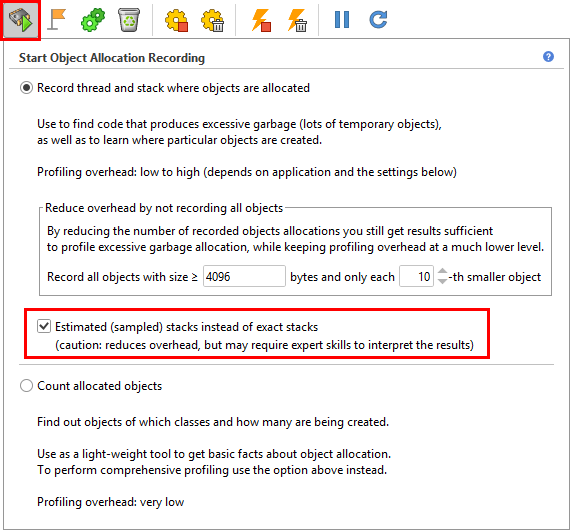 Start Object Allocation Recording
?
Record thread and stack where objects are allocated
Use to find code that produces excessive garbage (lots of temporary objects),
as well as to learn where particular objects are created.
Profiling overhead: low to high (depends on application and the settings below)
Reduce overhead by not recording all objects
By reducing the number of recorded objects allocations you still get results sufficient
to profile excessive garbage allocation, while keeping profiling overhead at a much lower level.
Record all objects with size ≥ 4096 bytes and only each 10 -th smaller object
Estimated (sampled) stacks instead of exact stacks
(caution: reduces overhead, but may require expert skills to interpret the results)
Count allocated objects
Find out objects of which classes and how many are being created.
Use as a light-weight tool to get basic facts about object allocation.
To perform comprehensive profiling use the option above instead.
Profiling overhead: very low